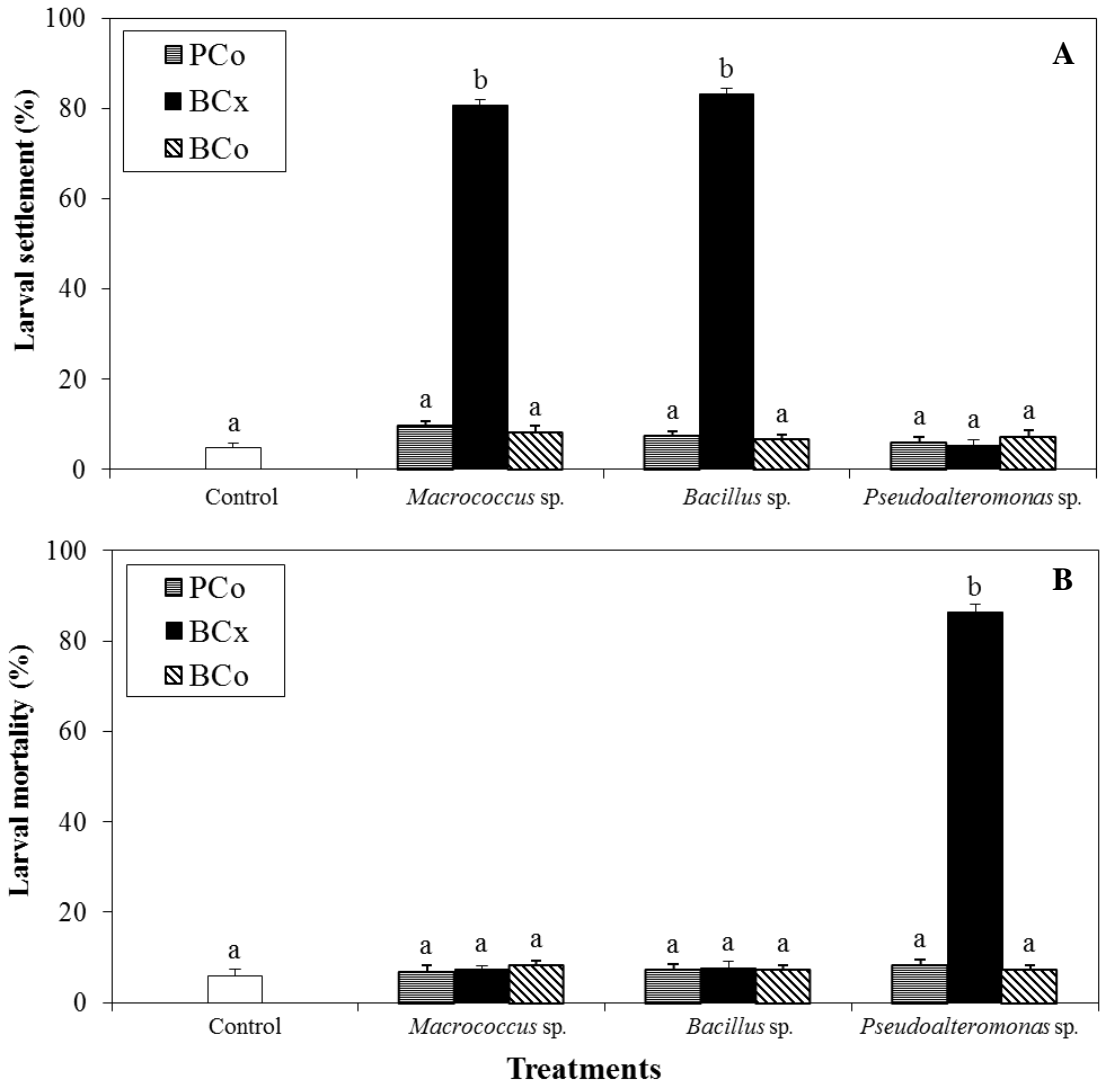 100
80
60
40
20
0
Larval settlement (%)
PCo
BCx
BCo
A
a
a
b
a
a
b
a
a
a
a
Control
Macrococcus sp.
Bacillus sp.
Pseudoalteromonas sp.
100
80
60
40
20
0
Larval mortality (%)
PCo
BCx
BCo
B
a
a
a
a
a
a
a
a
b
a
Control
Macrococcus sp.
Bacillus sp.
Pseudoalteromonas sp.
Treatments